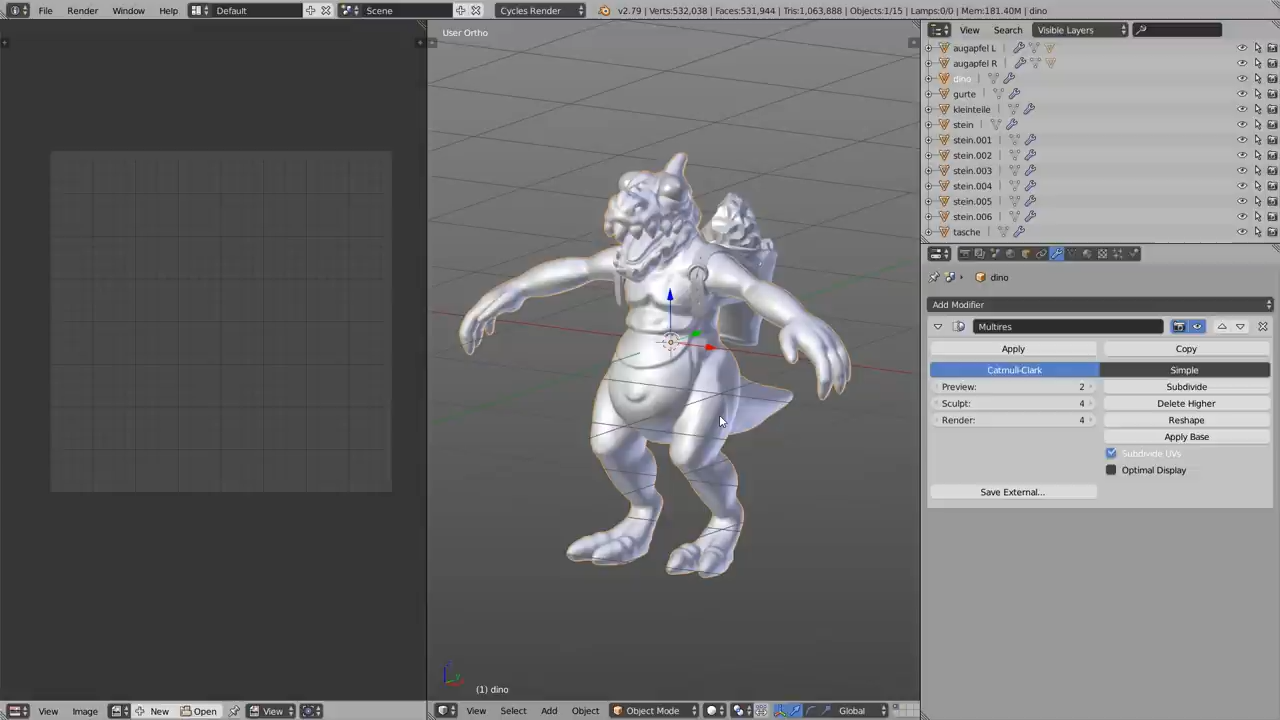 File Render Window Help Default Scene Cycles Render v2.79 | Verts:532,038 | Faces:531,944 | Tris:1,063,888 | Objects:1/15 | Lamps:0/0 | Mem:181.40M | dino
User Ortho
View Search Visible Layers
augapfel L
augapfel R
dino
gurte
kleinteile
stein
stein.001
stein.002
stein.003
stein.004
stein.005
stein.006
tasche
dino
Add Modifier
Multires
Apply Copy
Catmull-Clark Simple
Preview: 2 Subdivide
Sculpt: 4 Delete Higher
Render: 4 Reshape
Apply Base
Subdivide UVs
Optimal Display
Save External...
(1) dino
View Image New Open View
View Select Add Object Object Mode Global